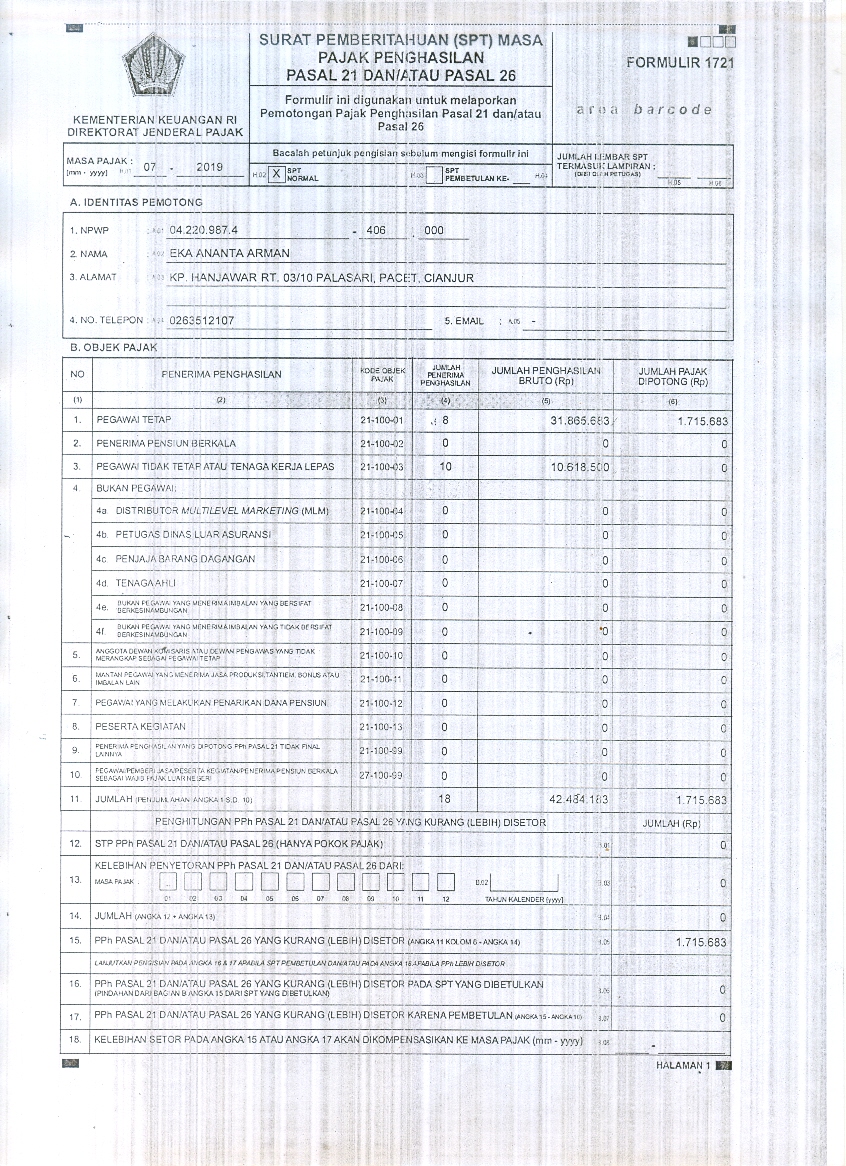 SURAT PEMBERITAHUAN (SPT) MASA
PAJAK PENGHASILAN
PASAL 21 DAN/ATAU PASAL 26
FORMULIR 1721
Formulir ini digunakan untuk melaporkan
Pemotongan Pajak Penghasilan Pasal 21 dan/atau
Pasal 26
area barcode
KEMENTERIAN KEUANGAN RI
DIREKTORAT JENDERAL PAJAK
MASA PAJAK :
[mm - yyyy] H.01 07 - 2019
Bacalah petunjuk pengisian sebelum mengisi formulir ini
H.02 X SPT NORMAL H.03 SPT PEMBETULAN KE- H.04
JUMLAH LEMBAR SPT
TERMASUK LAMPIRAN :
(DIISI OLEH PETUGAS) H.05 H.06
A. IDENTITAS PEMOTONG
1. NPWP : A.01 04.220.987.4 - 406 . 000
2. NAMA : A.02 EKA ANANTA ARMAN
3. ALAMAT : A.03 KP. HANJAWAR RT. 03/10 PALASARI, PACET, CIANJUR
4. NO. TELEPON : A.04 0263512107 5. EMAIL : A.05 -
B. OBJEK PAJAK
NO PENERIMA PENGHASILAN KODE OBJEK PAJAK JUMLAH PENERIMA PENGHASILAN JUMLAH PENGHASILAN BRUTO (Rp) JUMLAH PAJAK DIPOTONG (Rp)
(1) (2) (3) (4) (5) (6)
1. PEGAWAI TETAP 21-100-01 8 31.865.683 1.715.683
2. PENERIMA PENSIUN BERKALA 21-100-02 0 0 0
3. PEGAWAI TIDAK TETAP ATAU TENAGA KERJA LEPAS 21-100-03 10 10.618.500 0
4. BUKAN PEGAWAI:
4a. DISTRIBUTOR MULTILEVEL MARKETING (MLM) 21-100-04 0 0 0
4b. PETUGAS DINAS LUAR ASURANSI 21-100-05 0 0 0
4c. PENJAJA BARANG DAGANGAN 21-100-06 0 0 0
4d. TENAGA AHLI 21-100-07 0 0 0
4e. BUKAN PEGAWAI YANG MENERIMA IMBALAN YANG BERSIFAT BERKESINAMBUNGAN 21-100-08 0 0 0
4f. BUKAN PEGAWAI YANG MENERIMA IMBALAN YANG TIDAK BERSIFAT BERKESINAMBUNGAN 21-100-09 0 0 0
5. ANGGOTA DEWAN KOMISARIS ATAU DEWAN PENGAWAS YANG TIDAK MERANGKAP SEBAGAI PEGAWAI TETAP 21-100-10 0 0 0
6. MANTAN PEGAWAI YANG MENERIMA JASA PRODUKSI, TANTIEM, BONUS ATAU IMBALAN LAIN 21-100-11 0 0 0
7. PEGAWAI YANG MELAKUKAN PENARIKAN DANA PENSIUN 21-100-12 0 0 0
8. PESERTA KEGIATAN 21-100-13 0 0 0
9. PENERIMA PENGHASILAN YANG DIPOTONG PPh PASAL 21 TIDAK FINAL LAINNYA 21-100-99 0 0 0
10. PEGAWAI/PEMBERI JASA/PESERTA KEGIATAN/PENERIMA PENSIUN BERKALA SEBAGAI WAJIB PAJAK LUAR NEGERI 27-100-99 0 0 0
11. JUMLAH (PENJUMLAHAN ANGKA 1 S.D. 10) 18 42.484.183 1.715.683
PENGHITUNGAN PPh PASAL 21 DAN/ATAU PASAL 26 YANG KURANG (LEBIH) DISETOR JUMLAH (Rp)
12. STP PPh PASAL 21 DAN/ATAU PASAL 26 (HANYA POKOK PAJAK) B.01 0
KELEBIHAN PENYETORAN PPh PASAL 21 DAN/ATAU PASAL 26 DARI:
13. MASA PAJAK : B.02 B.03 0
01 02 03 04 05 06 07 08 09 10 11 12 TAHUN KALENDER [yyyy]
14. JUMLAH (ANGKA 12 + ANGKA 13) B.04 0
15. PPh PASAL 21 DAN/ATAU PASAL 26 YANG KURANG (LEBIH) DISETOR (ANGKA 11 KOLOM 6 - ANGKA 14) B.05 1.715.683
LANJUTKAN PENGISIAN PADA ANGKA 16 & 17 APABILA SPT PEMBETULAN DAN/ATAU PADA ANGKA 18 APABILA PPh LEBIH DISETOR
16. PPh PASAL 21 DAN/ATAU PASAL 26 YANG KURANG (LEBIH) DISETOR PADA SPT YANG DIBETULKAN
(PINDAHAN DARI BAGIAN B ANGKA 15 DARI SPT YANG DIBETULKAN) B.06 0
17. PPh PASAL 21 DAN/ATAU PASAL 26 YANG KURANG (LEBIH) DISETOR KARENA PEMBETULAN (ANGKA 15 - ANGKA 16) B.07 0
18. KELEBIHAN SETOR PADA ANGKA 15 ATAU ANGKA 17 AKAN DIKOMPENSASIKAN KE MASA PAJAK (mm - yyyy) B.08 -
HALAMAN 1